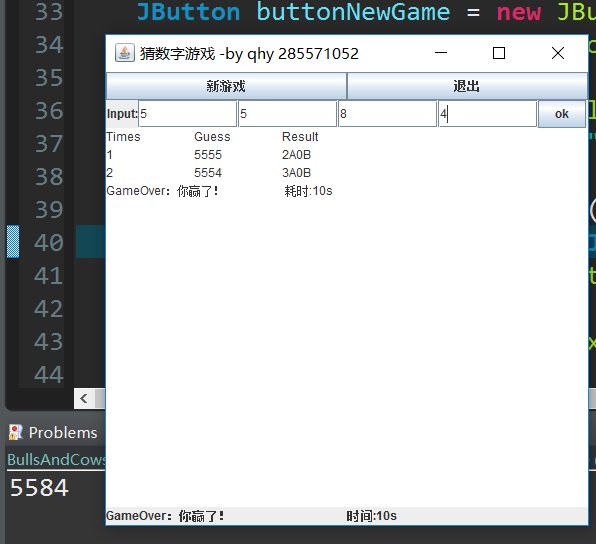 33 JButton buttonNewGame = new JBu
34
35
36
37
38
39
40
41
42
43
44
猜数字游戏 -by qhy 285571052
新游戏 退出
Input: 5 5 8 4 ok
Times Guess Result
1 5555 2A0B
2 5554 3A0B
GameOver: 你赢了! 耗时:10s
GameOver: 你赢了! 时间:10s
Problems
BullsAndCows
5584